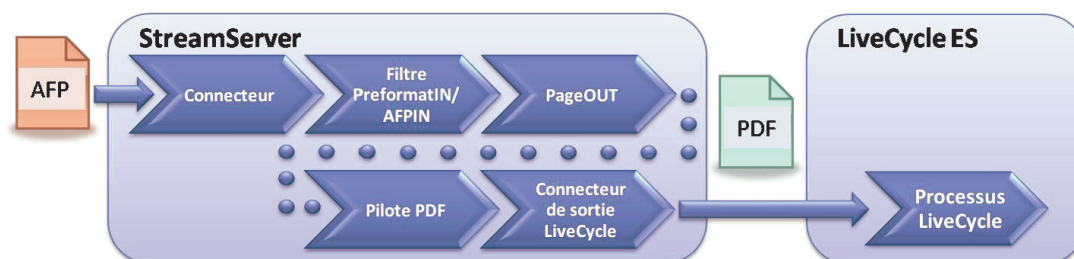 StreamServer
LiveCycle ES
AFP
Connecteur
Filtre
PreformatIN/
AFPIN
PageOUT
PDF
Pilote PDF
Connecteur
de sortie
LiveCycle
Processus
LiveCycle